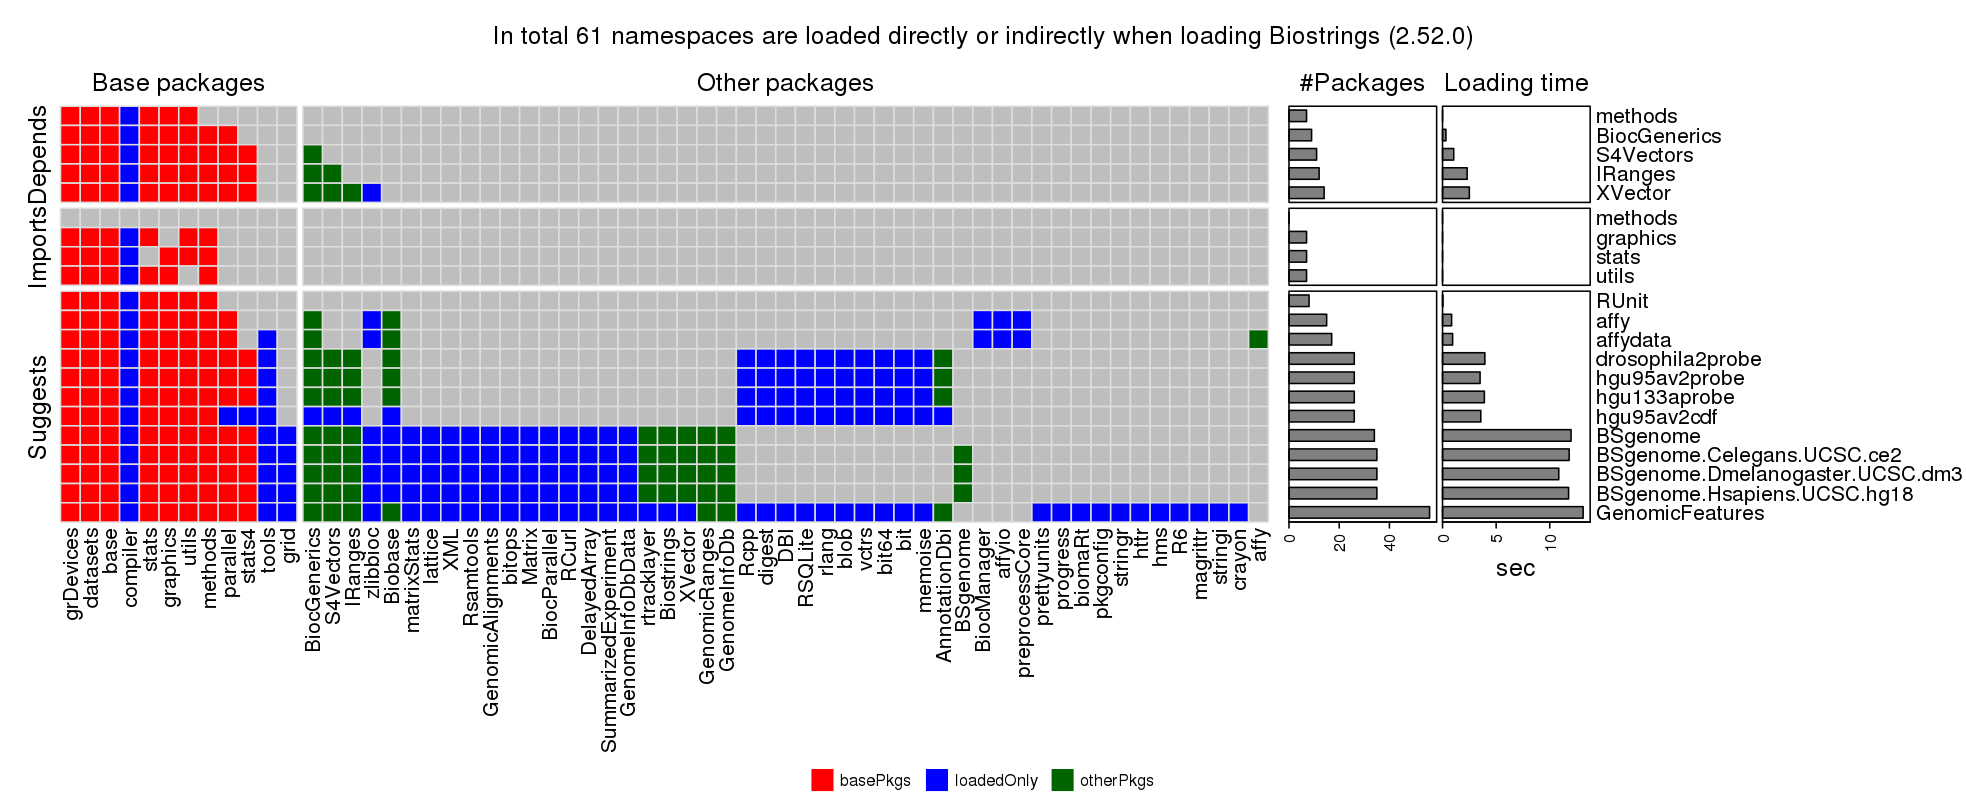 In total 61 namespaces are loaded directly or indirectly when loading Biostrings (2.52.0)
Base packages
Other packages
#Packages
Loading time
Depends
Imports
Suggests
methods
BiocGenerics
S4Vectors
IRanges
XVector
methods
graphics
stats
utils
RUnit
affy
affydata
drosophila2probe
hgu95av2probe
hgu133aprobe
hgu95av2cdf
BSgenome
BSgenome.Celegans.UCSC.ce2
BSgenome.Dmelanogaster.UCSC.dm3
BSgenome.Hsapiens.UCSC.hg18
GenomicFeatures
grDevices
datasets
base
compiler
stats
graphics
utils
methods
parallel
stats4
tools
grid
BiocGenerics
S4Vectors
IRanges
zlibbioc
Biobase
matrixStats
lattice
XML
Rsamtools
GenomicAlignments
bitops
Matrix
BiocParallel
RCurl
DelayedArray
SummarizedExperiment
GenomeInfoDbData
rtracklayer
Biostrings
XVector
GenomicRanges
GenomeInfoDb
Rcpp
digest
DBI
RSQLite
rlang
blob
vctrs
bit64
bit
memoise
AnnotationDbi
BSgenome
BiocManager
affyio
preprocessCore
prettyunits
progress
biomaRt
pkgconfig
stringr
httr
hms
R6
magrittr
stringi
crayon
affy
0
20
40
0
5
10
sec
basePkgs
loadedOnly
otherPkgs